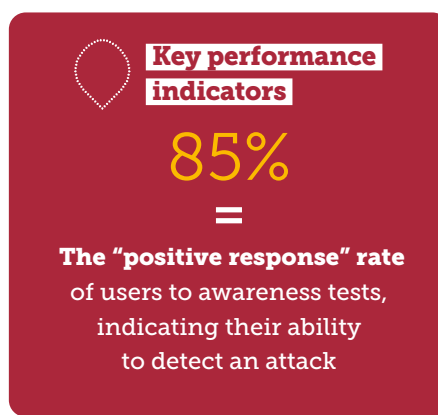 Key performance
indicators
85%
=
The “positive response” rate
of users to awareness tests,
indicating their ability
to detect an attack